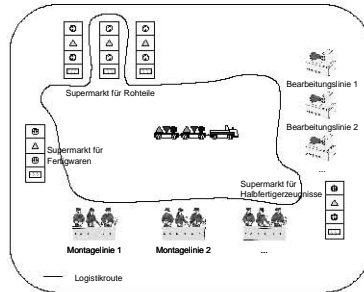 Supermarkt für Rohteile
Bearbeitungslinie 1
Bearbeitungslinie 2
...
Supermarkt für
Fertigwaren
Supermarkt für
Halbfertigerzeugnisse
Montagelinie 1
Montagelinie 2
...
Logistikroute